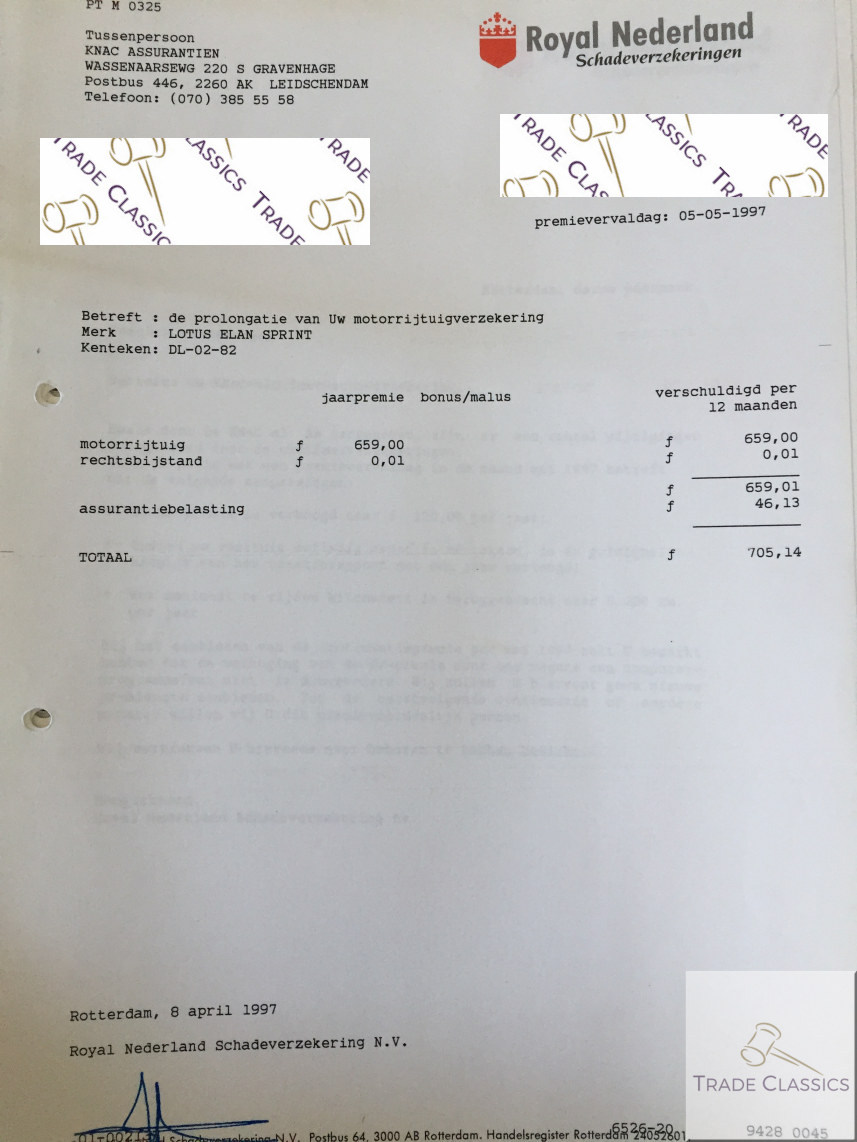 PT M 0325
Tussenpersoon
KNAC ASSURANTIEN
WASSENAARSEWG 220 S GRAVENHAGE
Postbus 446, 2260 AK LEIDSCHENDAM
Telefoon: (070) 385 55 58
Royal Nederland
Schadeverzekeringen
TRADE CLASSICS TRADE
TRADE CLASSICS TRADE
premievervaldag: 05-05-1997
Betreft : de prolongatie van Uw motorrijtuigverzekering
Merk : LOTUS ELAN SPRINT
Kenteken: DL-02-82
jaarpremie bonus/malus verschuldigd per
12 maanden
motorrijtuig ƒ 659,00 ƒ 659,00
rechtsbijstand ƒ 0,01 ƒ 0,01
ƒ 659,01
assurantiebelasting ƒ 46,13
TOTAAL ƒ 705,14
Rotterdam, 8 april 1997
Royal Nederland Schadeverzekering N.V.
TRADE CLASSICS
6526-20
Schadeverzekering N.V. Postbus 64, 3000 AB Rotterdam. Handelsregister Rotterdam 24052601
9428 0045